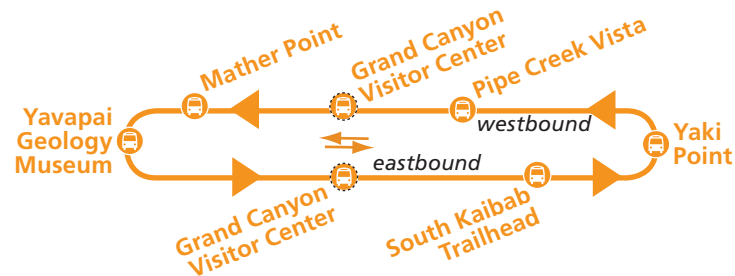 Mather Point
Grand Canyon
Visitor Center
Pipe Creek Vista
Yavapai
Geology
Museum
westbound
Yaki
Point
eastbound
Grand Canyon
Visitor Center
South Kaibab
Trailhead